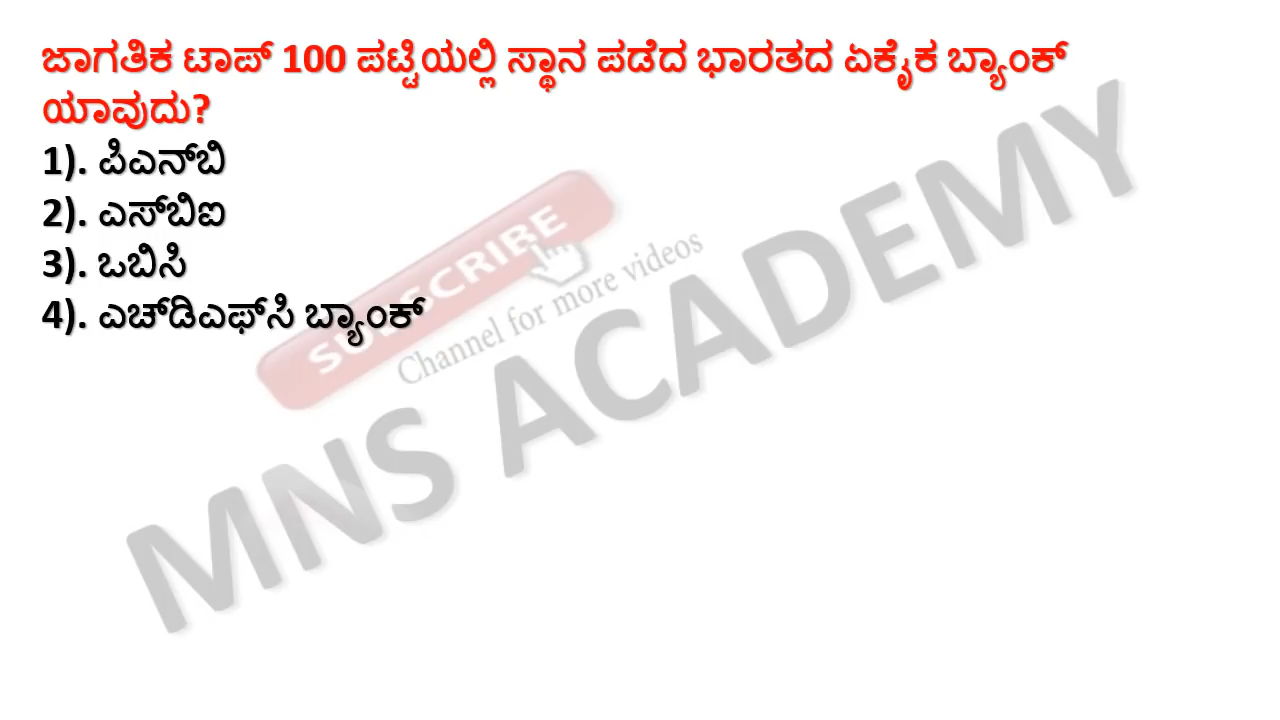 ಜಾಗತಿಕ ಟಾಪ್ 100 ಪಟ್ಟಿಯಲ್ಲಿ ಸ್ಥಾನ ಪಡೆದ ಭಾರತದ ಏಕೈಕ ಬ್ಯಾಂಕ್
ಯಾವುದು?
1). ಪಿಎನ್‌ಬಿ
2). ಎಸ್‌ಬಿಐ
3). ಒಬಿಸಿ
4). ಎಚ್‌ಡಿಎಫ್‌ಸಿ ಬ್ಯಾಂಕ್
SUBSCRIBE
Channel for more videos
MNS ACADEMY